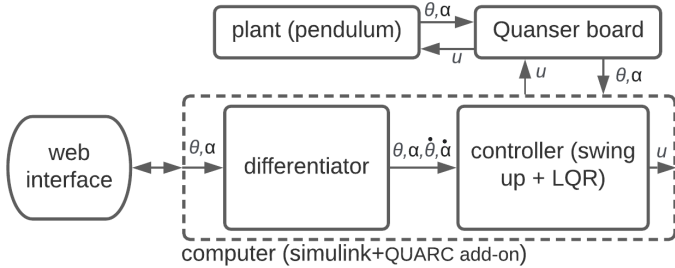 plant (pendulum)
θ,α
u
Quanser board
u
θ,α
web
interface
θ,α
differentiator
θ,α,θ̇,α̇
controller (swing
up + LQR)
u
computer (simulink+QUARC add-on)